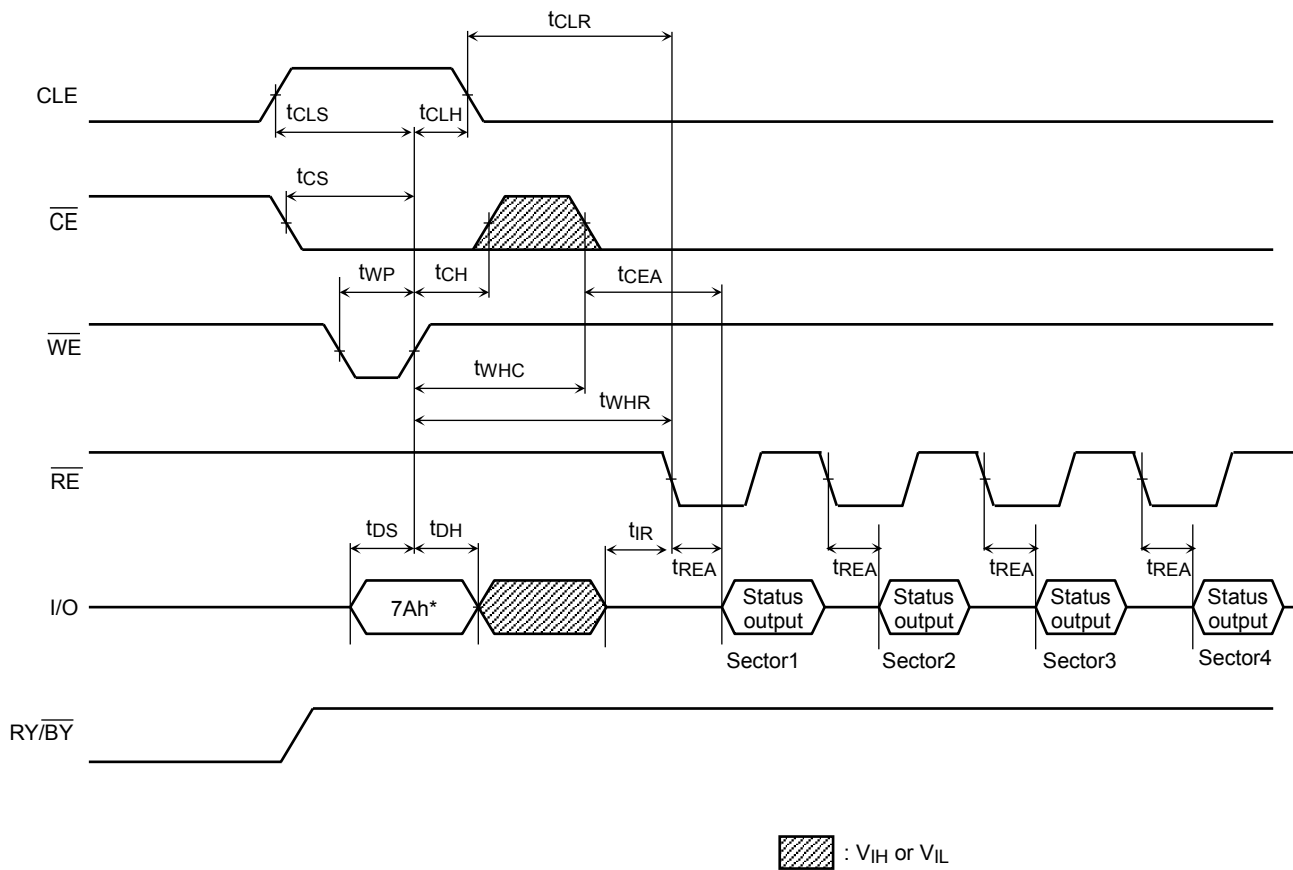 tCLR
CLE
tCLS
tCLH
tCS
CE
tWP
tCH
tCEA
WE
tWHC
tWHR
RE
tDS
tDH
tIR
tREA
tREA
tREA
tREA
I/O
7Ah*
Status output
Status output
Status output
Status output
Sector1
Sector2
Sector3
Sector4
RY/BY
: VIH or VIL